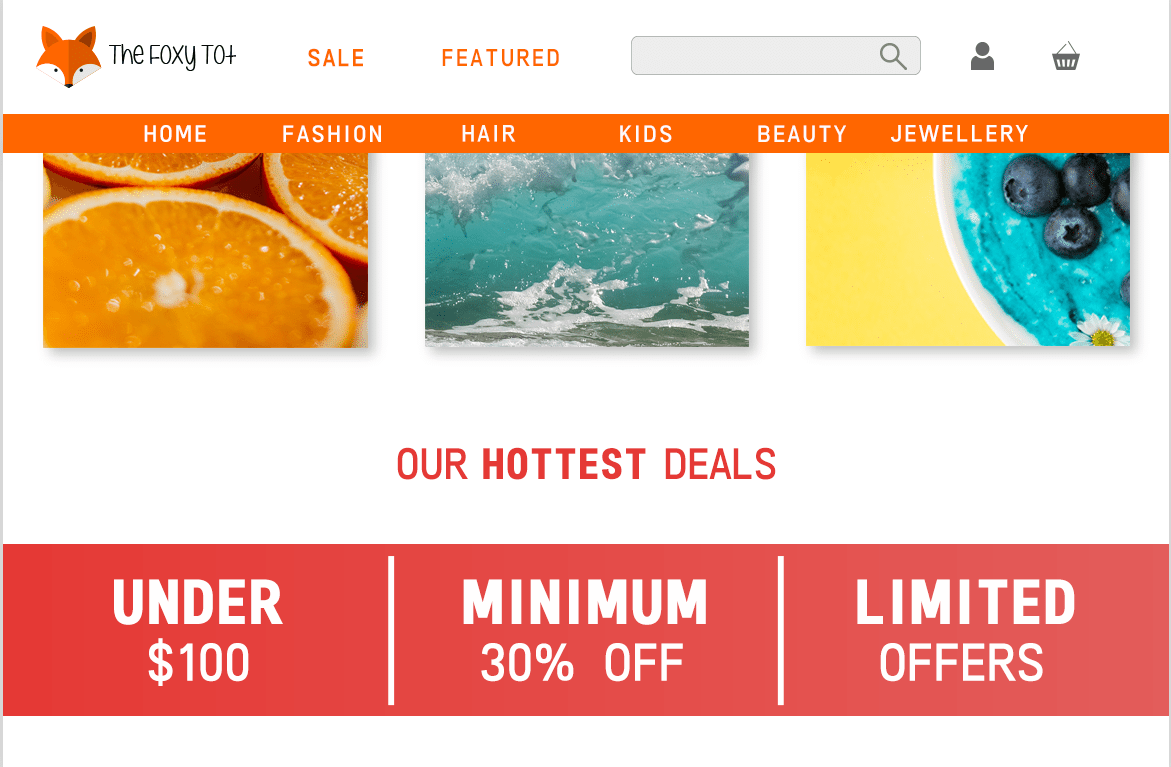 The Foxy Tot
SALE FEATURED
HOME FASHION HAIR KIDS BEAUTY JEWELLERY
OUR HOTTEST DEALS
UNDER MINIMUM LIMITED
$100 30% OFF OFFERS